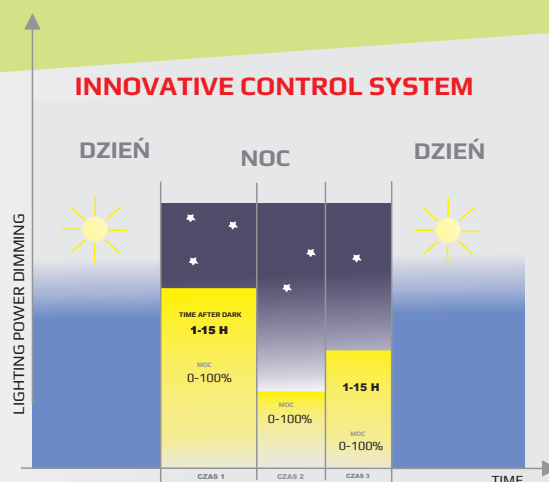 INNOVATIVE CONTROL SYSTEM
DZIEŃ
NOC
DZIEŃ
LIGHTING POWER DIMMING
TIME AFTER DARK
1-15 H
MOC
0-100%
MOC
0-100%
1-15 H
MOC
0-100%
CZAS 1
CZAS 2
CZAS 3
TIME